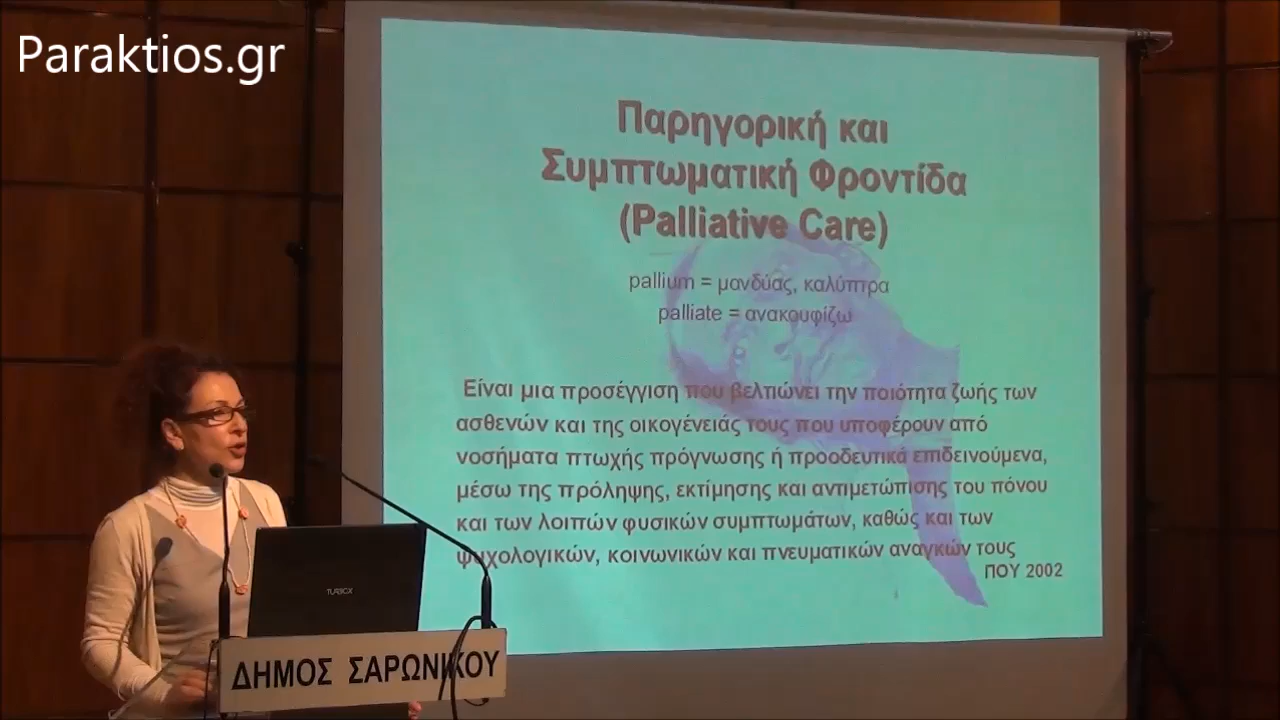 Paraktios.gr
Παρηγορική και
Συμπτωματική Φροντίδα
(Palliative Care)
pallium = μανδύας, καλύπτρα
palliate = ανακουφίζω
Είναι μια προσέγγιση που βελτιώνει την ποιότητα ζωής των
ασθενών και της οικογένειάς τους που υποφέρουν από
νοσήματα πτωχής πρόγνωσης ή προοδευτικά επιδεινούμενα,
μέσω της πρόληψης, εκτίμησης και αντιμετώπισης του πόνου
και των λοιπών φυσικών συμπτωμάτων, καθώς και των
ψυχολογικών, κοινωνικών και πνευματικών αναγκών τους
ΠΟΥ 2002
TURBOX
ΔΗΜΟΣ ΣΑΡΩΝΙΚΟΥ